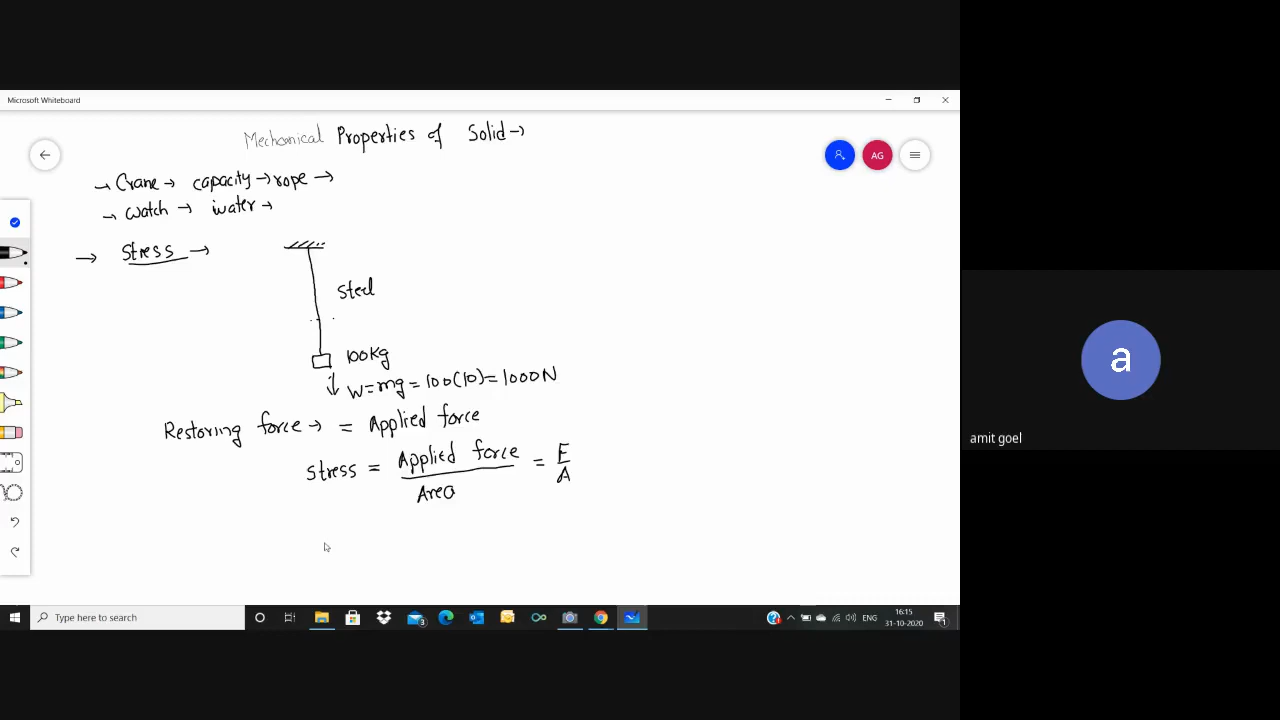 Microsoft Whiteboard
Mechanical Properties of Solid →
→ Crane → capacity → rope →
→ watch → water →
→ Stress →
Steel
100Kg
W = mg = 100(10) = 1000N
Restoring force → = Applied force
Stress = Applied force / Area = F / A
AG
a
amit goel
Type here to search
3
ENG
16:15
31-10-2020
1